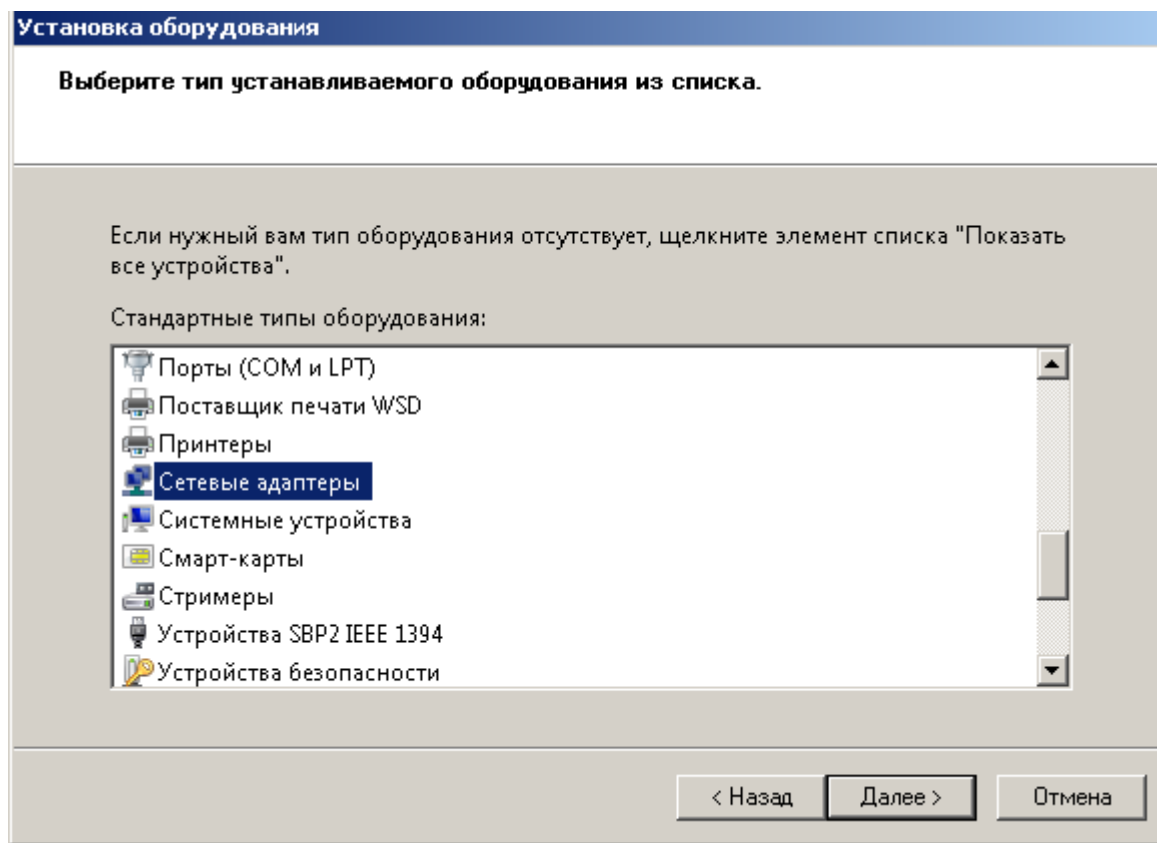 Установка оборудования
Выберите тип устанавливаемого оборудования из списка.
Если нужный вам тип оборудования отсутствует, щелкните элемент списка "Показать
все устройства".
Стандартные типы оборудования:
Порты (COM и LPT)
Поставщик печати WSD
Принтеры
Сетевые адаптеры
Системные устройства
Смарт-карты
Стримеры
Устройства SBP2 IEEE 1394
Устройства безопасности
< Назад
Далее >
Отмена